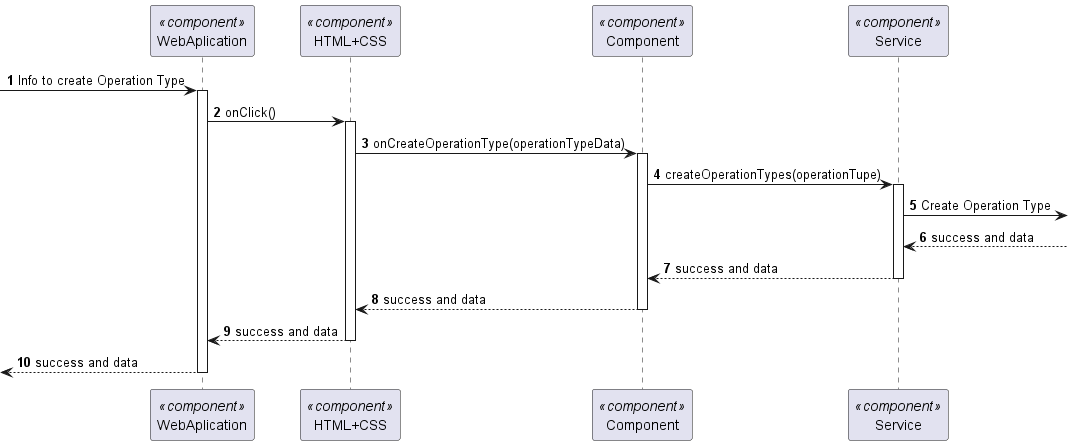 «component»
WebAplication
«component»
HTML+CSS
«component»
Component
«component»
Service
1 Info to create Operation Type
2 onClick()
3 onCreateOperationType(operationTypeData)
4 createOperationTypes(operationTupe)
5 Create Operation Type
6 success and data
7 success and data
8 success and data
9 success and data
10 success and data
«component»
WebAplication
«component»
HTML+CSS
«component»
Component
«component»
Service